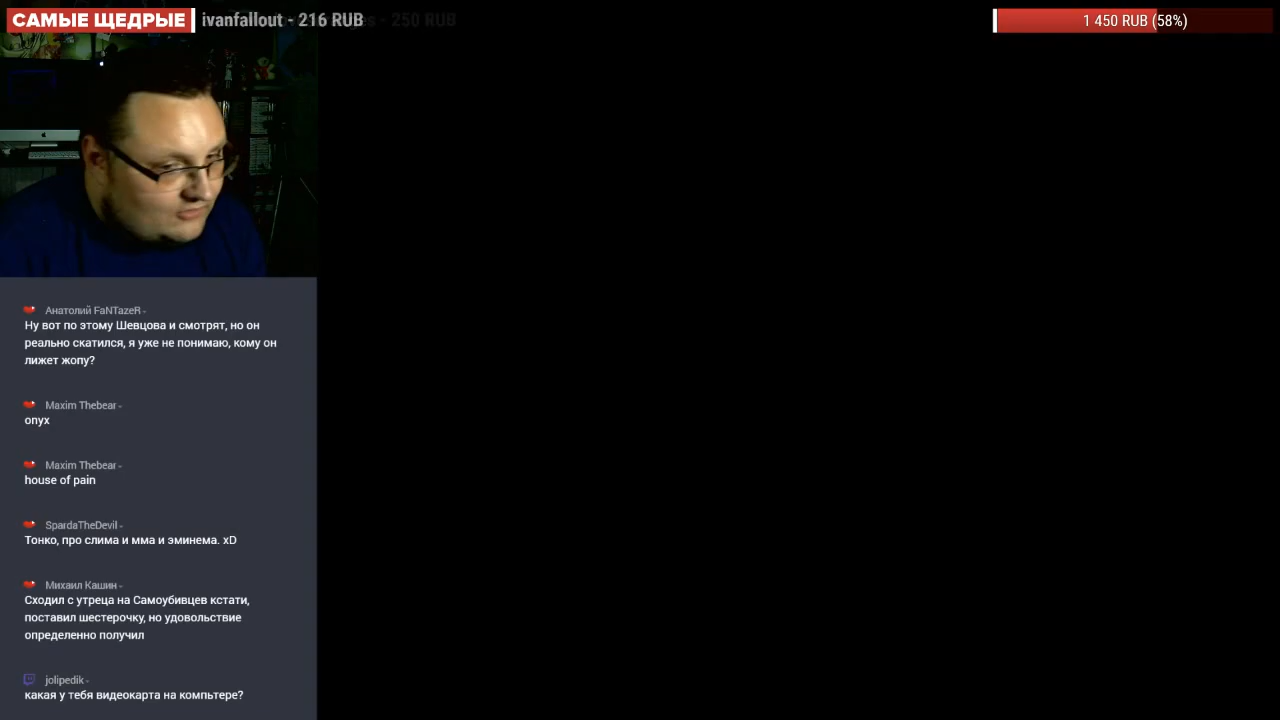 САМЫЕ ЩЕДРЫЕ ivanfallout - 216 RUB - 250 RUB
1 450 RUB (58%)
Анатолий FaNTazeR
Ну вот по этому Шевцова и смотрят, но он
реально скатился, я уже не понимаю, кому он
лижет жопу?
Maxim Thebear
onyx
Maxim Thebear
house of pain
SpardaTheDevil
Тонко, про слима и мма и эминема. xD
Михаил Кашин
Сходил с утреца на Самоубивцев кстати,
поставил шестерочку, но удовольствие
определенно получил
jolipedik
какая у тебя видеокарта на компьтере?